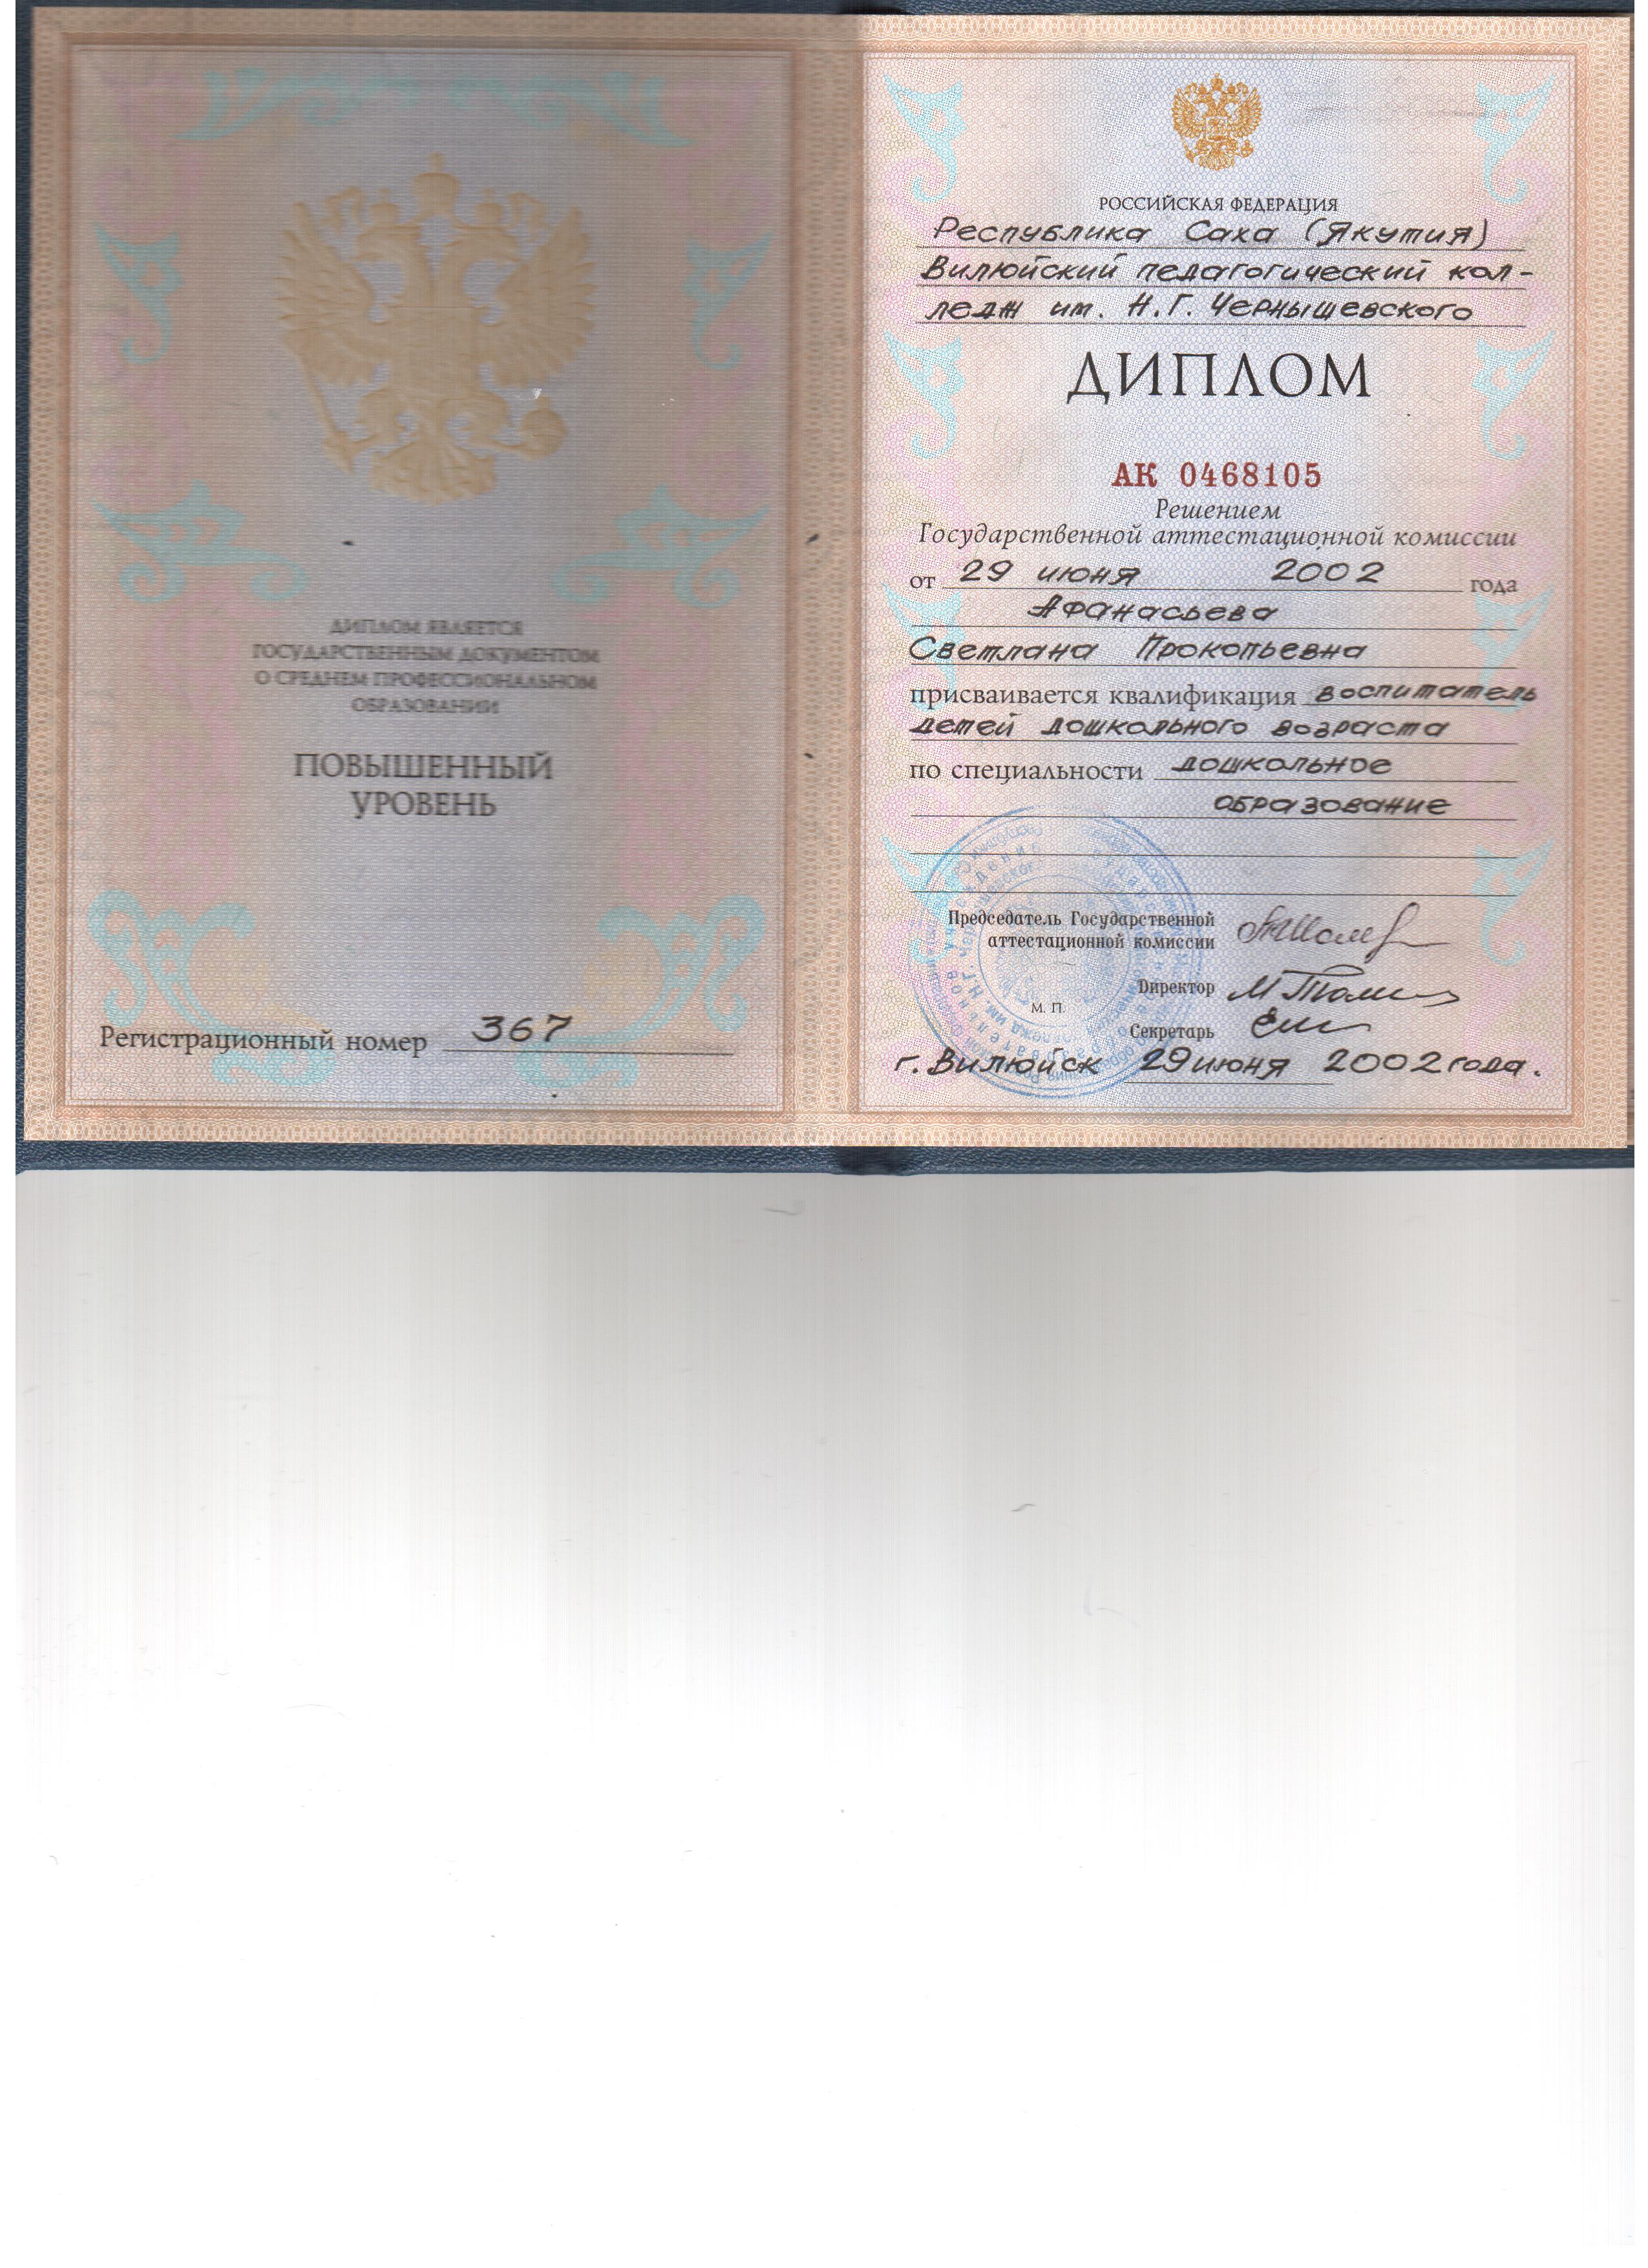 ДИПЛОМ ЯВЛЯЕТСЯ
ГОСУДАРСТВЕННЫМ ДОКУМЕНТОМ
О СРЕДНЕМ ПРОФЕССИОНАЛЬНОМ
ОБРАЗОВАНИИ
ПОВЫШЕННЫЙ
УРОВЕНЬ
Регистрационный номер 367
РОССИЙСКАЯ ФЕДЕРАЦИЯ
Республика Саха (Якутия)
Вилюйский педагогический кол-
ледж им. Н.Г. Чернышевского
ДИПЛОМ
АК 0468105
Решением
Государственной аттестационной комиссии
от 29 июня 2002 года
Афанасьева
Светлана Прокопьевна
присваивается квалификация воспитатель
детей дошкольного возраста
по специальности дошкольное
образование
Председатель Государственной
аттестационной комиссии
Директор
М. П.
Секретарь
г. Вилюйск 29 июня 2002 года.